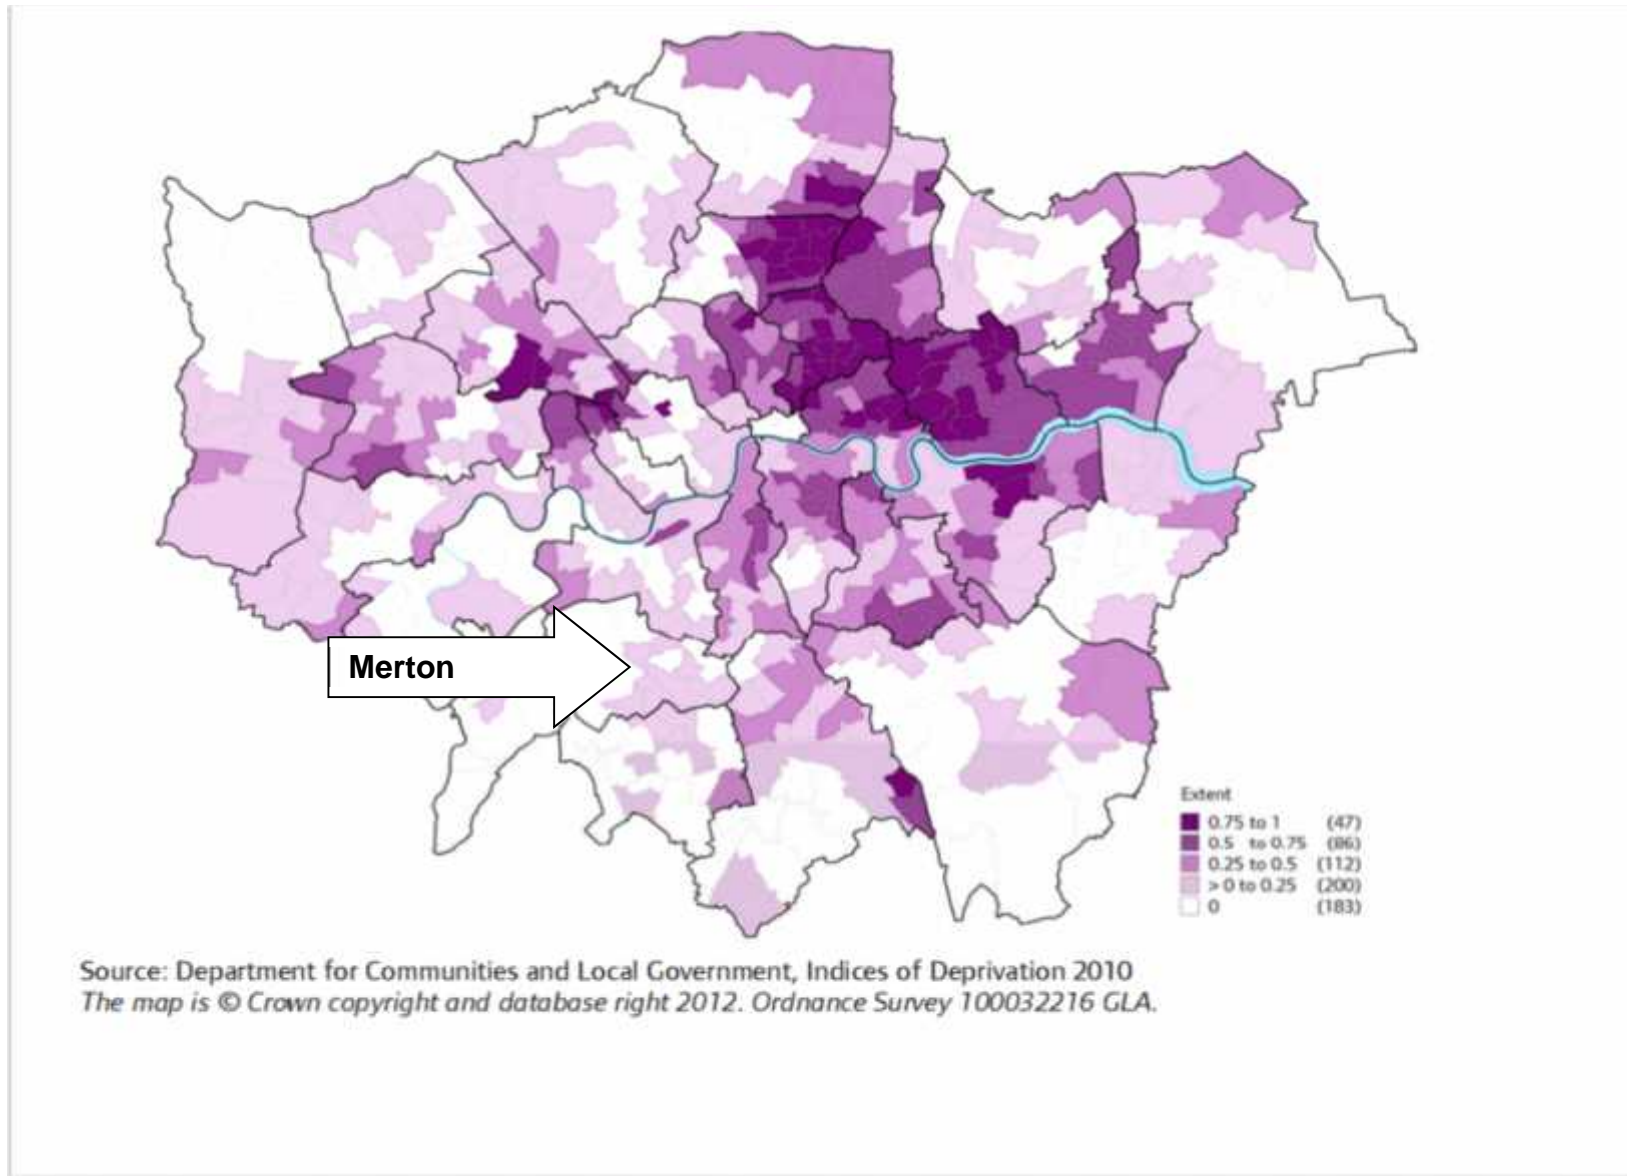 Merton
Extent
0.75 to 1 (47)
0.5 to 0.75 (86)
0.25 to 0.5 (112)
> 0 to 0.25 (200)
0 (183)
Source: Department for Communities and Local Government, Indices of Deprivation 2010
The map is © Crown copyright and database right 2012. Ordnance Survey 100032216 GLA.